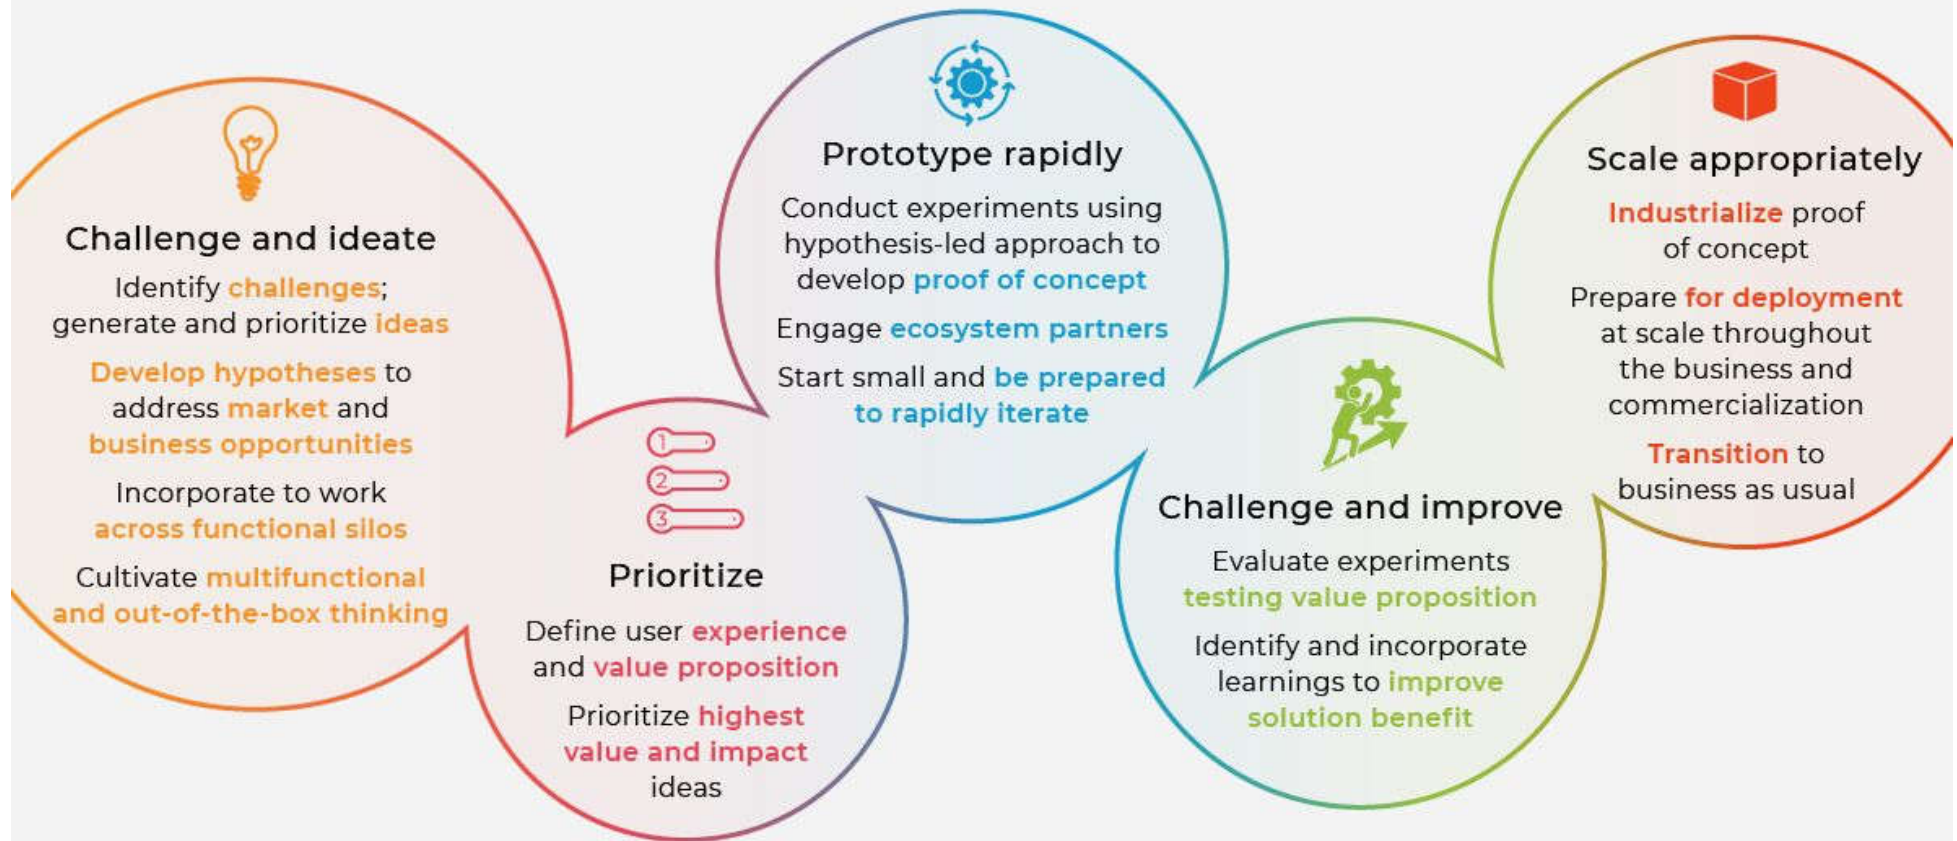 Challenge and ideate
Identify challenges;
generate and prioritize ideas
Develop hypotheses to
address market and
business opportunities
Incorporate to work
across functional silos
Cultivate multifunctional
and out-of-the-box thinking
1
2
3
Prioritize
Define user experience
and value proposition
Prioritize highest
value and impact
ideas
Prototype rapidly
Conduct experiments using
hypothesis-led approach to
develop proof of concept
Engage ecosystem partners
Start small and be prepared
to rapidly iterate
Challenge and improve
Evaluate experiments
testing value proposition
Identify and incorporate
learnings to improve
solution benefit
Scale appropriately
Industrialize proof
of concept
Prepare for deployment
at scale throughout
the business and
commercialization
Transition to
business as usual